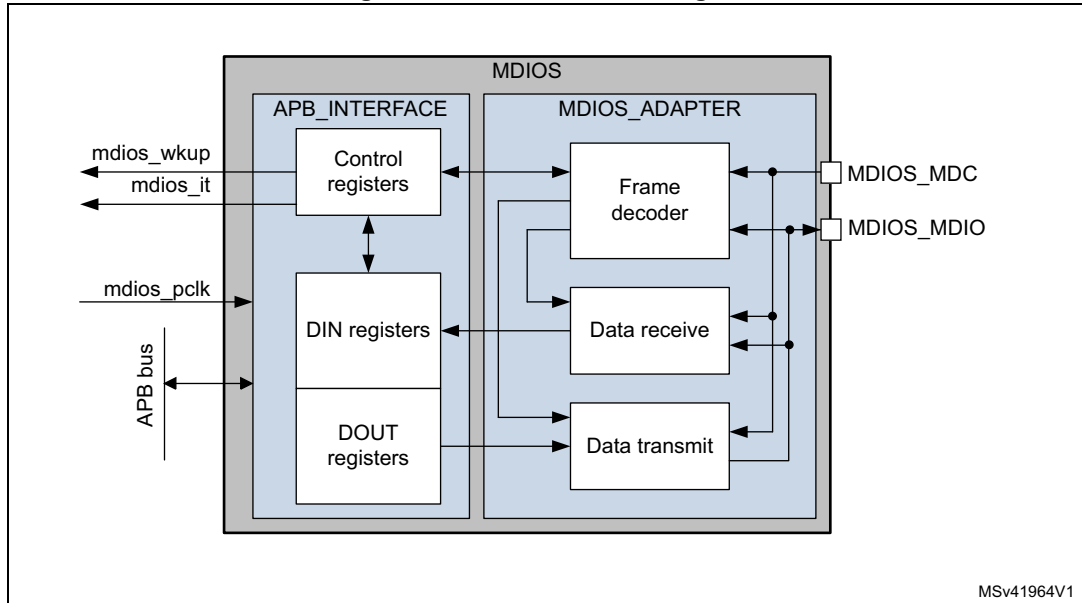 MDIOS
APB_INTERFACE
MDIOS_ADAPTER
mdios_wkup
mdios_it
mdios_pclk
APB bus
Control
registers
DIN registers
DOUT
registers
Frame
decoder
Data receive
Data transmit
MDIOS_MDC
MDIOS_MDIO
MSv41964V1